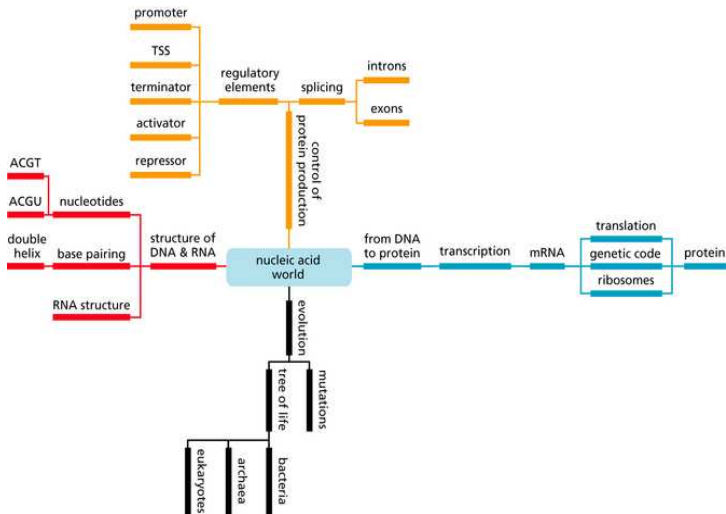 promoter
TSS
terminator
activator
repressor
regulatory
elements
splicing
introns
exons
control of
protein production
ACGT
ACGU
nucleotides
double
helix
base pairing
structure of
DNA & RNA
RNA structure
nucleic acid
world
from DNA
to protein
transcription
mRNA
translation
genetic code
ribosomes
protein
evolution
tree of life
mutations
eukaryotes
archaea
bacteria